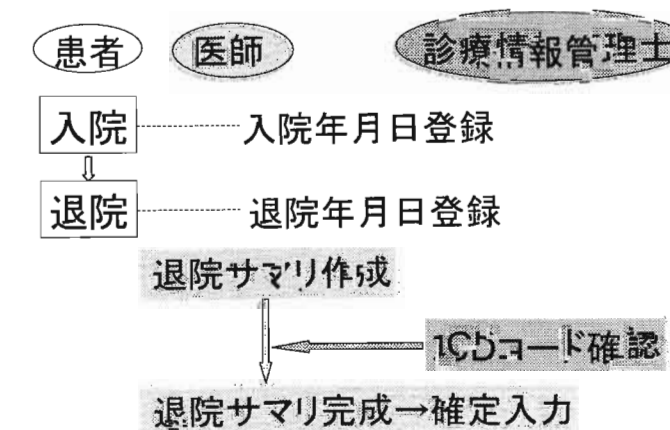 患者 医師 診療情報管理士
入院 入院年月日登録
退院 退院年月日登録
退院サマリ作成
ICDコード確認
退院サマリ完成→確定入力